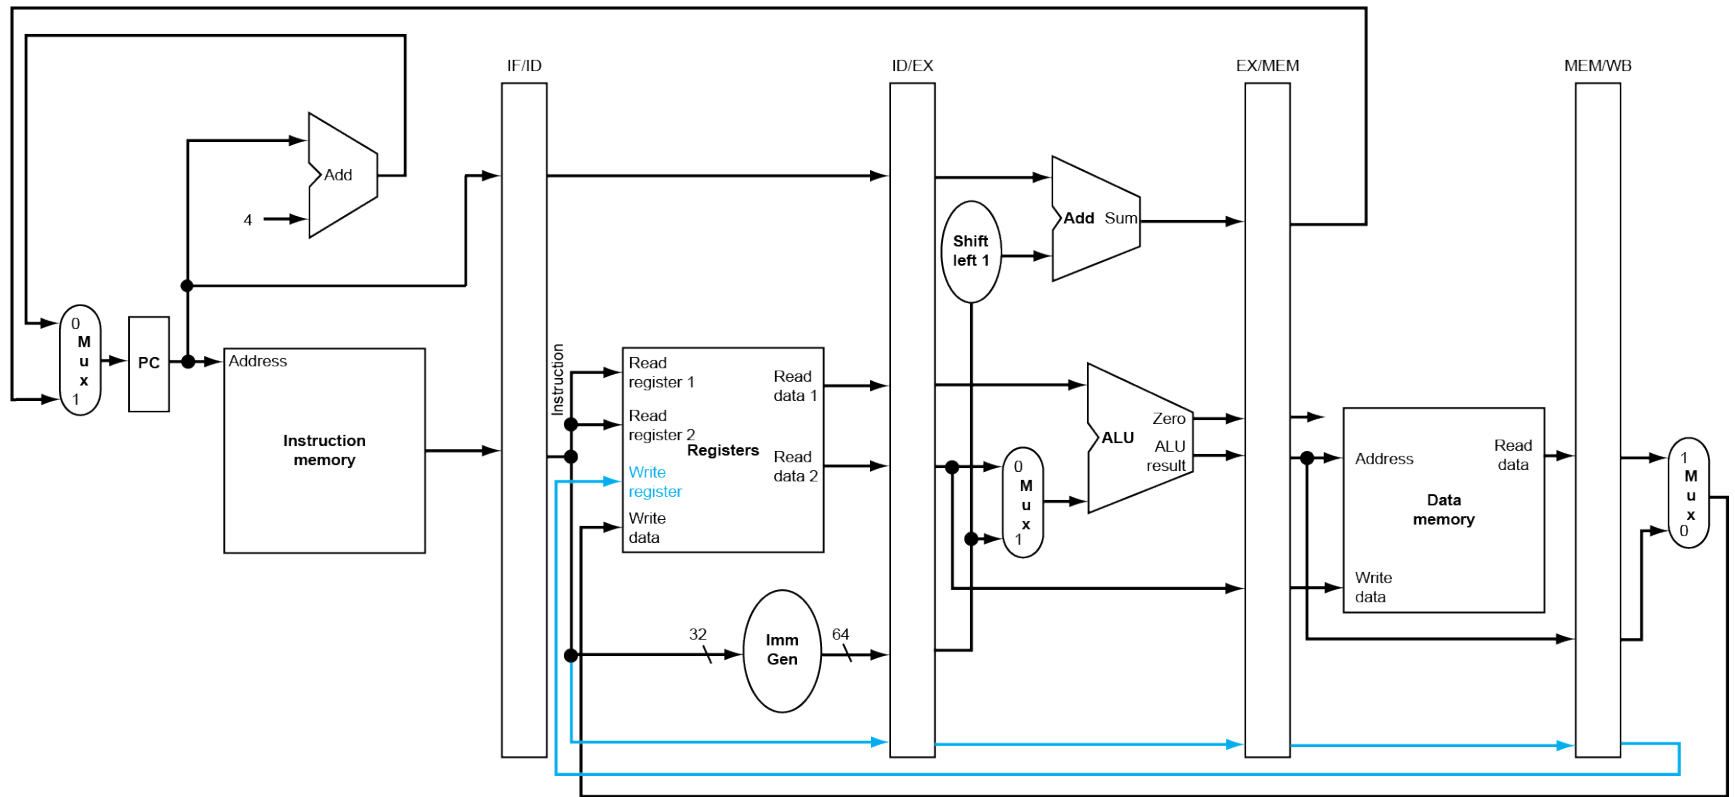 IF/ID
ID/EX
EX/MEM
MEM/WB
Add
4
Add Sum
Shift
left 1
0
M
u
x
1
PC
Address
Instruction
memory
Instruction
Read
register 1
Read
register 2
Registers
Write
register
Write
data
Read
data 1
Read
data 2
0
M
u
x
1
Zero
ALU
ALU
result
Address
Read
data
Data
memory
Write
data
1
M
u
x
0
32
Imm
Gen
64